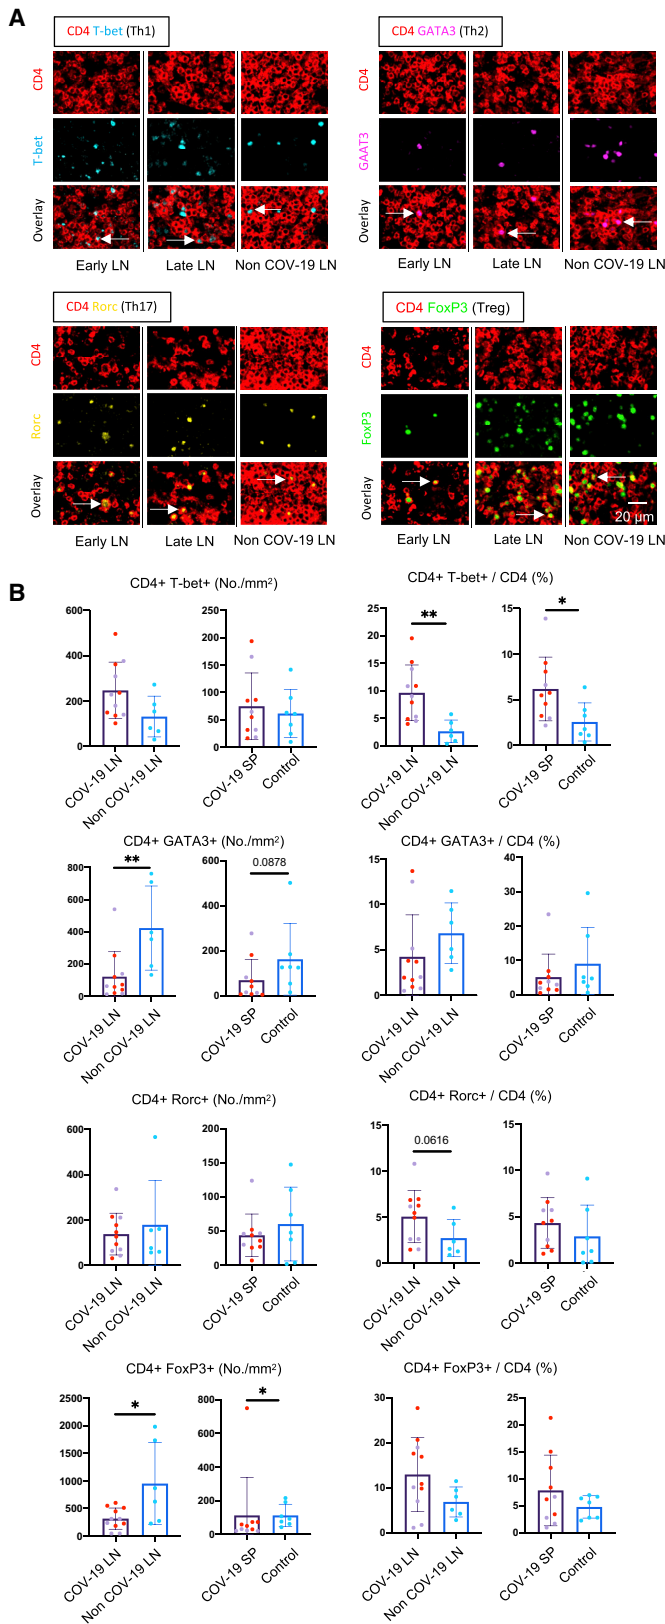 A
CD4 T-bet (Th1)
CD4 GATA3 (Th2)
CD4
T-bet
Overlay
Early LN
Late LN
Non COV-19 LN
CD4
GAAT3
Overlay
Early LN
Late LN
Non COV-19 LN
CD4 Rorc (Th17)
CD4 FoxP3 (Treg)
CD4
Rorc
Overlay
Early LN
Late LN
Non COV-19 LN
CD4
FoxP3
Overlay
20 µm
Early LN
Late LN
Non COV-19 LN
B
CD4+ T-bet+ (No./mm²)
600
400
200
0
COV-19 LN
Non COV-19 LN
250
200
150
100
50
0
COV-19 SP
Control
CD4+ T-bet+ / CD4 (%)
25
20
15
10
5
0
**
COV-19 LN
Non COV-19 LN
15
10
5
0
*
COV-19 SP
Control
CD4+ GATA3+ (No./mm²)
800
600
400
200
0
**
COV-19 LN
Non COV-19 LN
600
400
200
0
0.0878
COV-19 SP
Control
CD4+ GATA3+ / CD4 (%)
15
10
5
0
COV-19 LN
Non COV-19 LN
40
30
20
10
0
COV-19 SP
Control
CD4+ Rorc+ (No./mm²)
600
400
200
0
COV-19 LN
Non COV-19 LN
200
150
100
50
0
COV-19 SP
Control
CD4+ Rorc+ / CD4 (%)
15
10
5
0
0.0616
COV-19 LN
Non COV-19 LN
15
10
5
0
COV-19 SP
Control
CD4+ FoxP3+ (No./mm²)
2500
2000
1500
1000
500
0
*
COV-19 LN
Non COV-19 LN
800
600
400
200
0
*
COV-19 SP
Control
CD4+ FoxP3+ / CD4 (%)
30
20
10
0
COV-19 LN
Non COV-19 LN
25
20
15
10
5
0
COV-19 SP
Control